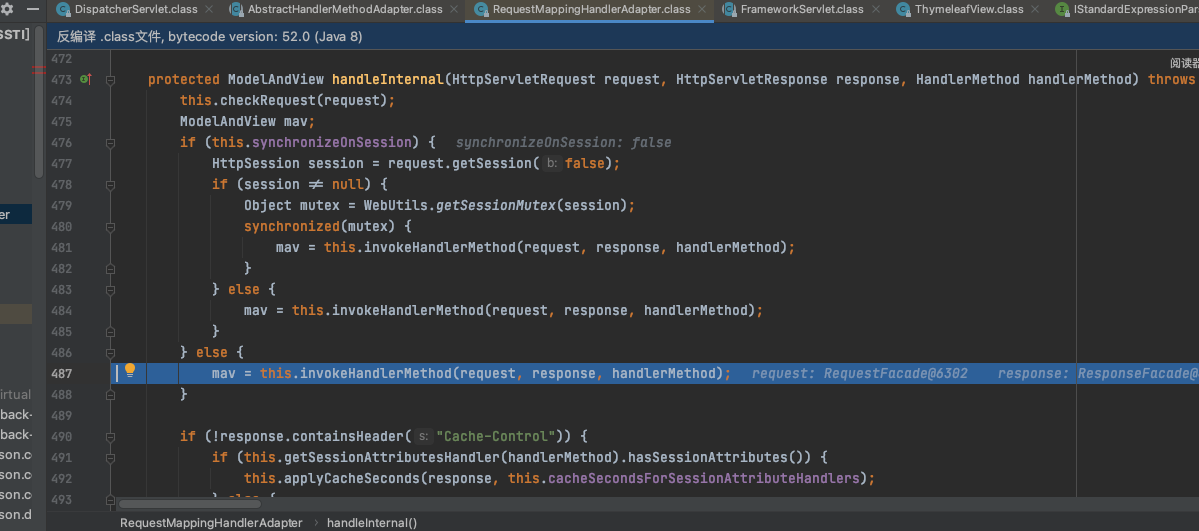 SSTI] DispatcherServlet.class AbstractHandlerMethodAdapter.class RequestMappingHandlerAdapter.class FrameworkServlet.class ThymeleafView.class IStandardExpressionPar
反编译 .class文件, bytecode version: 52.0 (Java 8)
阅读器
472
473 protected ModelAndView handleInternal(HttpServletRequest request, HttpServletResponse response, HandlerMethod handlerMethod) throws
474 this.checkRequest(request);
475 ModelAndView mav;
476 if (this.synchronizeOnSession) { synchronizeOnSession: false
477 HttpSession session = request.getSession( b: false);
478 if (session ≠ null) {
479 Object mutex = WebUtils.getSessionMutex(session);
480 synchronized(mutex) {
481 mav = this.invokeHandlerMethod(request, response, handlerMethod);
482 }
483 } else {
484 mav = this.invokeHandlerMethod(request, response, handlerMethod);
485 }
486 } else {
487 mav = this.invokeHandlerMethod(request, response, handlerMethod); request: RequestFacade@6302 response: ResponseFacade@
488 }
489
490 if (!response.containsHeader( s: "Cache-Control")) {
491 if (this.getSessionAttributesHandler(handlerMethod).hasSessionAttributes()) {
492 this.applyCacheSeconds(response, this.cacheSecondsForSessionAttributeHandlers);
493 } else {
er
irtual
back-
back-
son.co
son.co
son.co
son.d
RequestMappingHandlerAdapter › handleInternal()